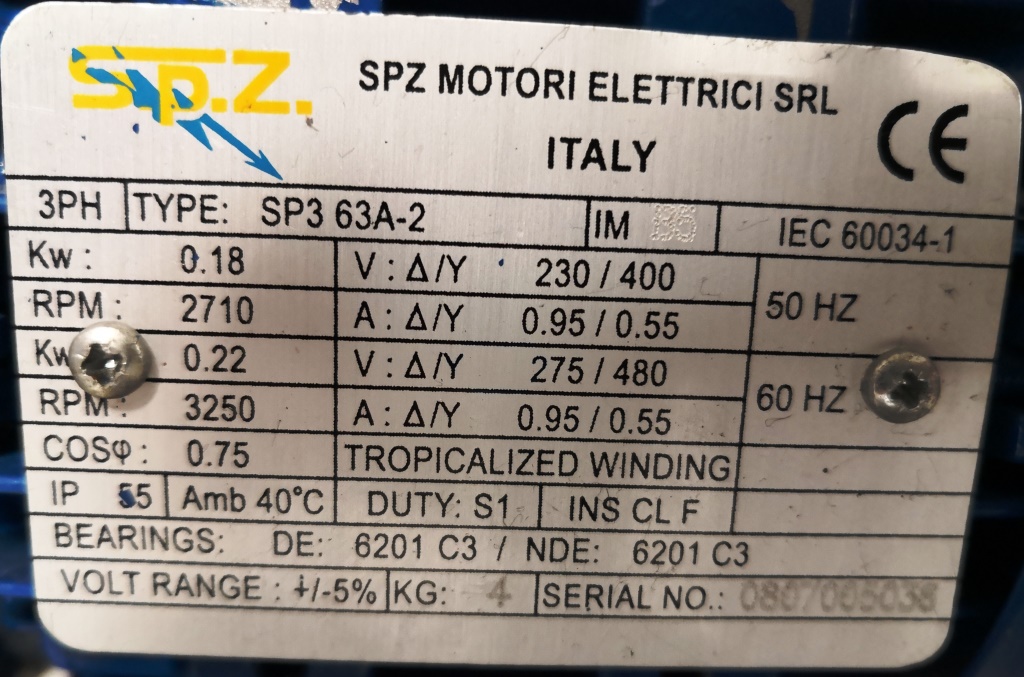 S.p.Z.
SPZ MOTORI ELETTRICI SRL
ITALY
CE
3PH TYPE: SP3 63A-2 IM IEC 60034-1
Kw : 0.18 V : Δ/Y 230 / 400 50 HZ
RPM : 2710 A : Δ/Y 0.95 / 0.55
Kw 0.22 V : Δ/Y 275 / 480 60 HZ
RPM : 3250 A : Δ/Y 0.95 / 0.55
COSφ : 0.75 TROPICALIZED WINDING
IP 55 Amb 40°C DUTY: S1 INS CL F
BEARINGS: DE: 6201 C3 / NDE: 6201 C3
VOLT RANGE : +/-5% KG: 4 SERIAL NO.: